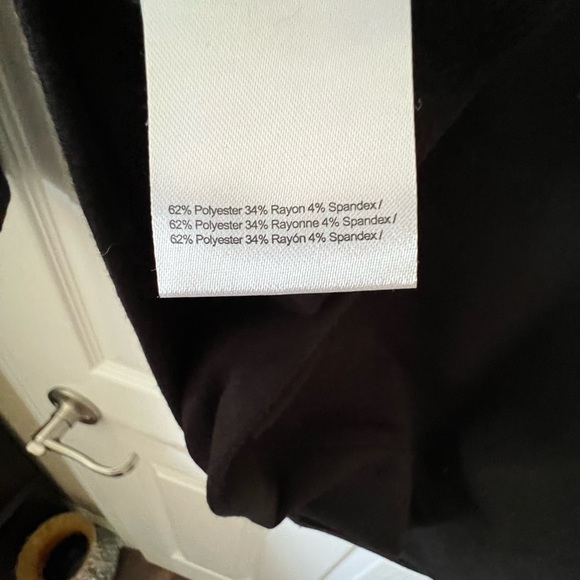 62% Polyester 34% Rayon 4% Spandex/
62% Polyester 34% Rayonne 4% Spandex/
62% Polyester 34% Rayón 4% Spandex/